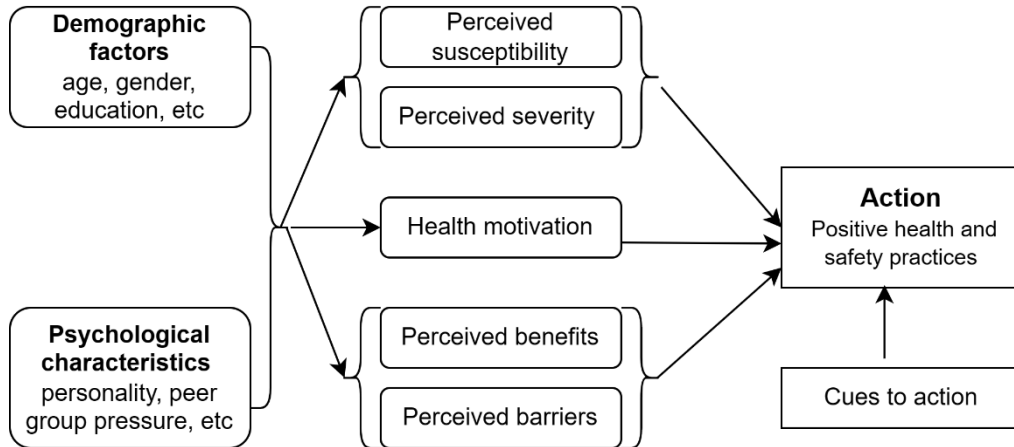 Demographic
factors
age, gender,
education, etc
Psychological
characteristics
personality, peer
group pressure, etc
Perceived
susceptibility
Perceived severity
Health motivation
Perceived benefits
Perceived barriers
Action
Positive health and
safety practices
Cues to action